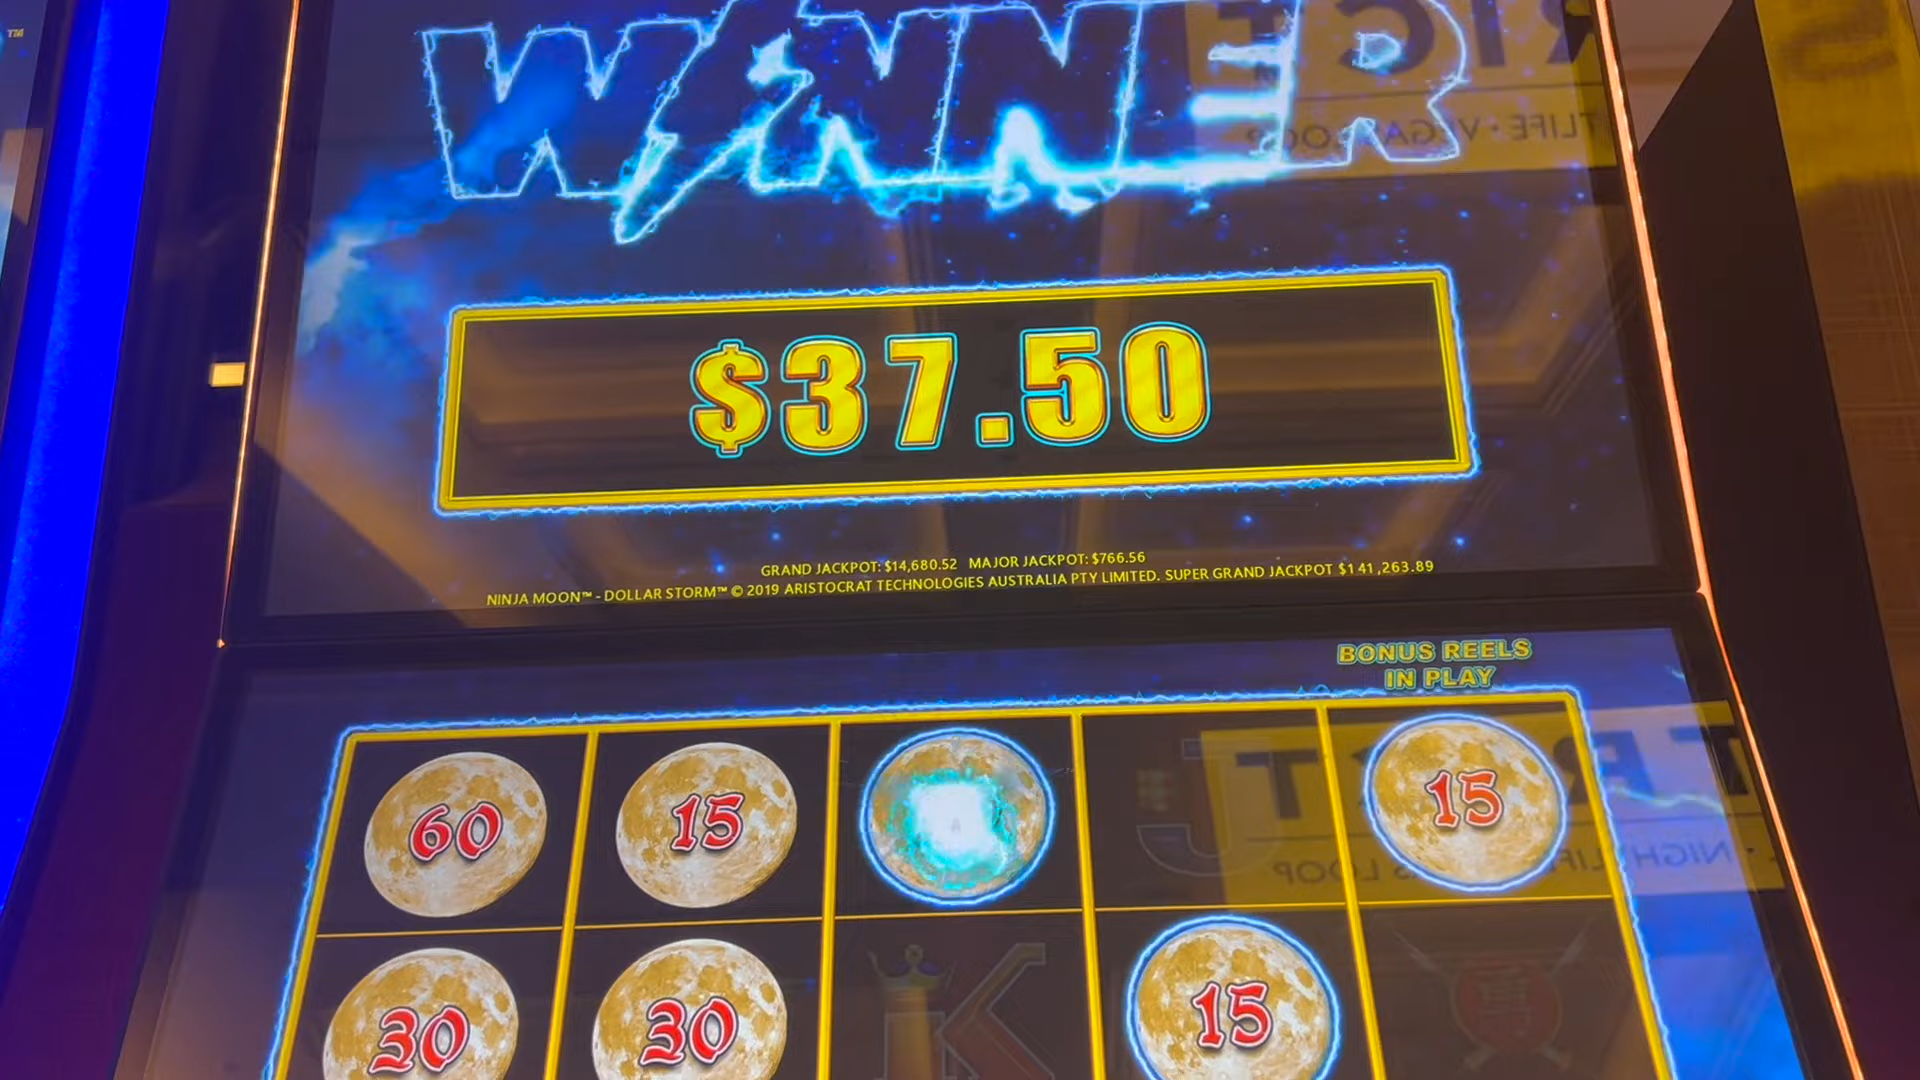 ™
WINNER
$37.50
GRAND JACKPOT: $14,680.52 MAJOR JACKPOT: $766.56
NINJA MOON™ - DOLLAR STORM™ © 2019 ARISTOCRAT TECHNOLOGIES AUSTRALIA PTY LIMITED. SUPER GRAND JACKPOT $141,263.89
BONUS REELS
IN PLAY
60 15 J 15
30 30 K 15